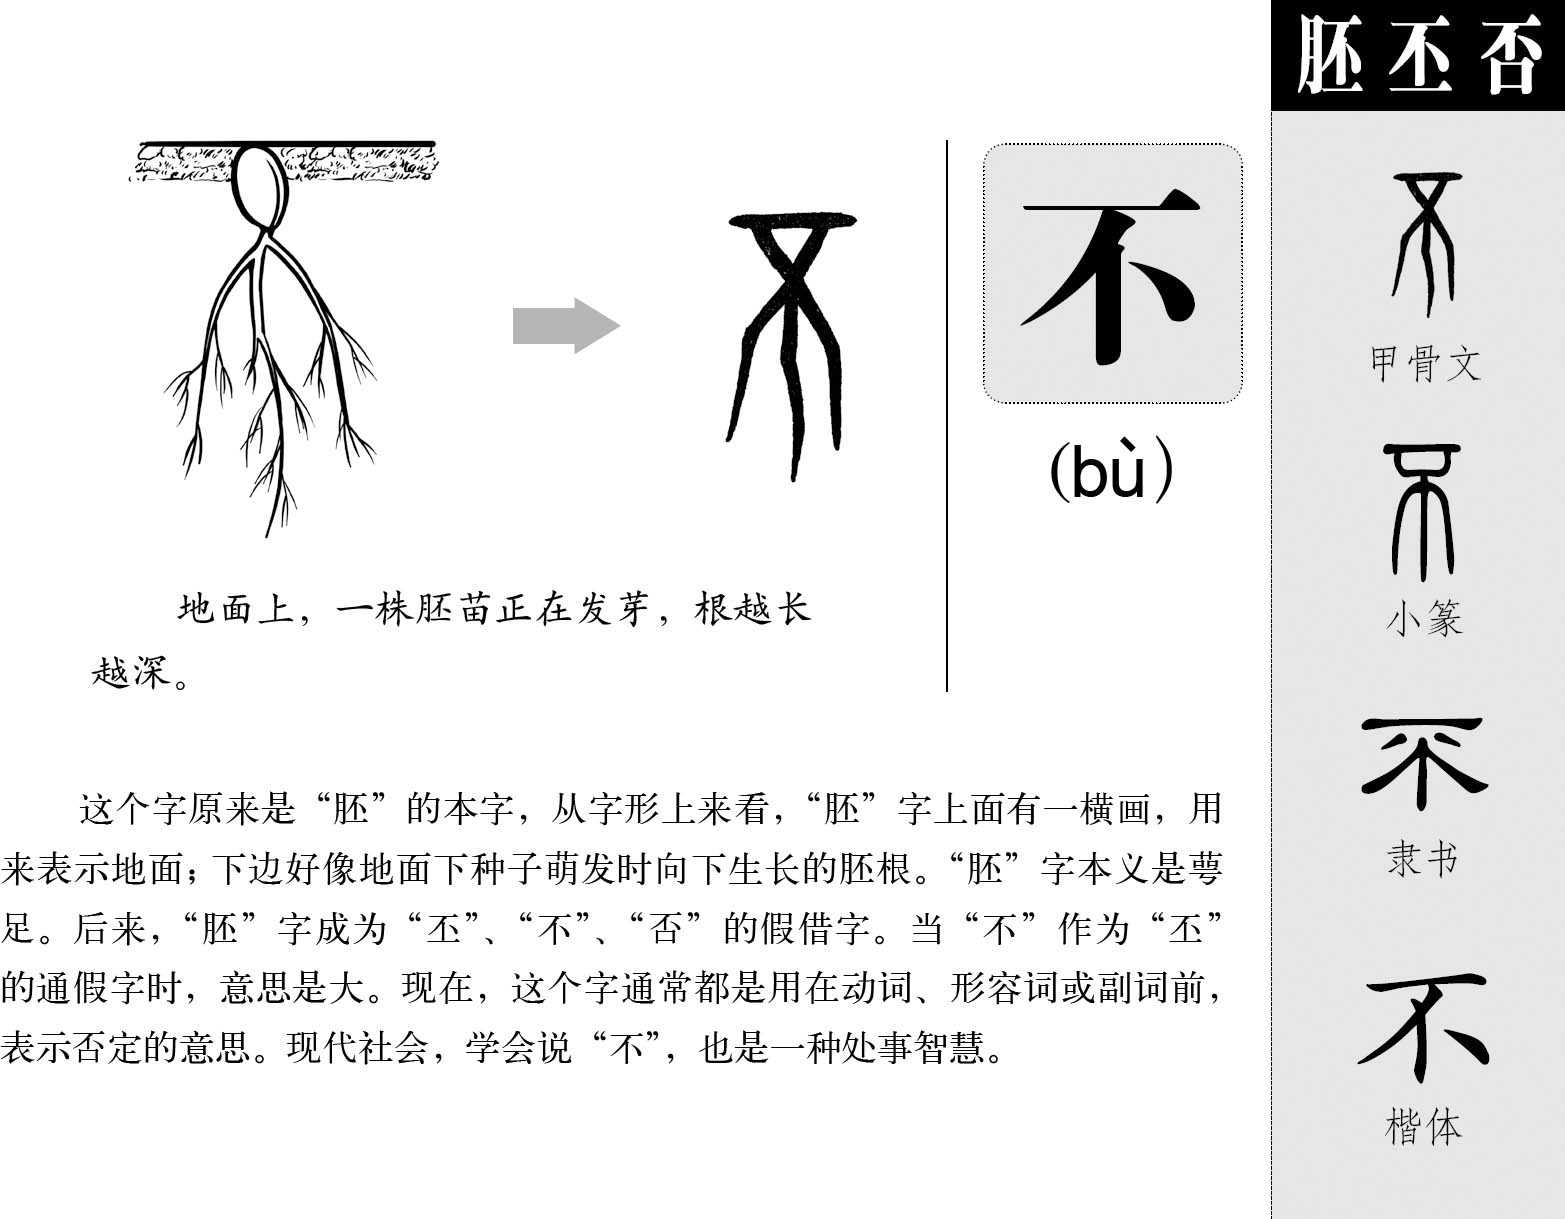 胚丕否
不
(bù)
地面上，一株胚苗正在发芽，根越长
越深。
这个字原来是“胚”的本字，从字形上来看，“胚”字上面有一横画，用
来表示地面；下边好像地面下种子萌发时向下生长的胚根。“胚”字本义是萼
足。后来，“胚”字成为“丕”、“不”、“否”的假借字。当“不”作为“丕”
的通假字时，意思是大。现在，这个字通常都是用在动词、形容词或副词前，
表示否定的意思。现代社会，学会说“不”，也是一种处事智慧。
不
甲骨文
不
小篆
不
隶书
不
楷体